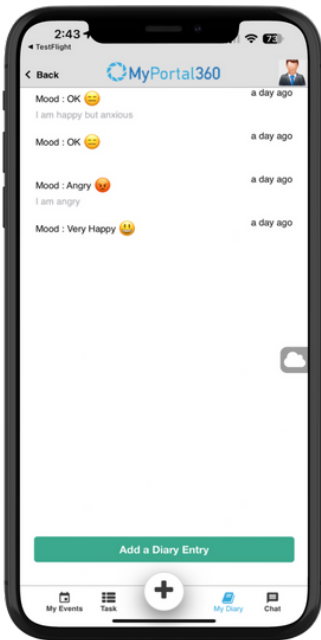 2:43
73
TestFlight
Back
MyPortal360
Mood : OK
a day ago
I am happy but anxious
Mood : OK
a day ago
Mood : Angry
a day ago
I am angry
Mood : Very Happy
a day ago
Add a Diary Entry
My Events
Task
My Diary
Chat